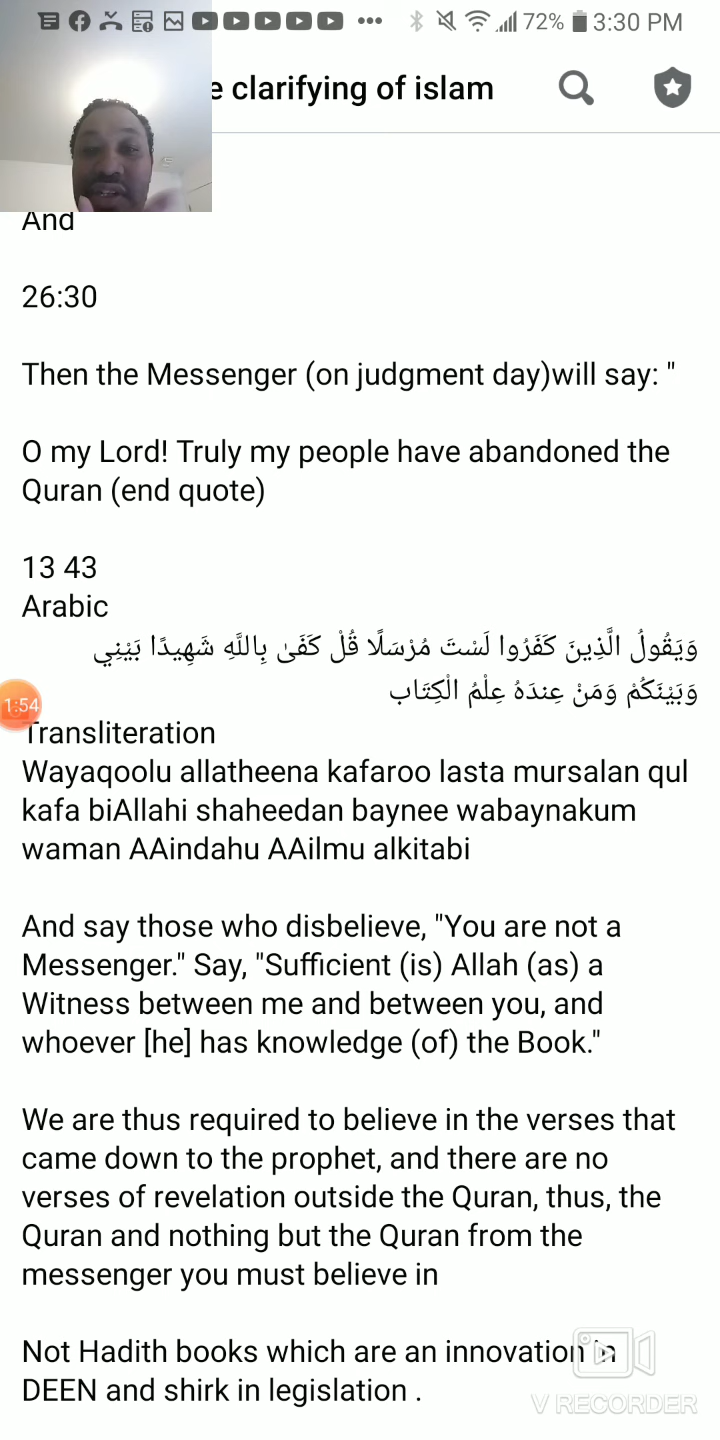 72% 3:30 PM
e clarifying of islam
And
26:30
Then the Messenger (on judgment day)will say: "
O my Lord! Truly my people have abandoned the
Quran (end quote)
13 43
Arabic
وَيَقُولُ الَّذِينَ كَفَرُوا لَسْتَ مُرْسَلًا قُلْ كَفَىٰ بِاللَّهِ شَهِيدًا بَيْنِي
وَبَيْنَكُمْ وَمَنْ عِندَهُ عِلْمُ الْكِتَاب
1:54
Transliteration
Wayaqoolu allatheena kafaroo lasta mursalan qul
kafa biAllahi shaheedan baynee wabaynakum
waman AAindahu AAilmu alkitabi
And say those who disbelieve, "You are not a
Messenger." Say, "Sufficient (is) Allah (as) a
Witness between me and between you, and
whoever [he] has knowledge (of) the Book."
We are thus required to believe in the verses that
came down to the prophet, and there are no
verses of revelation outside the Quran, thus, the
Quran and nothing but the Quran from the
messenger you must believe in
Not Hadith books which are an innovation in
DEEN and shirk in legislation .
V RECORDER